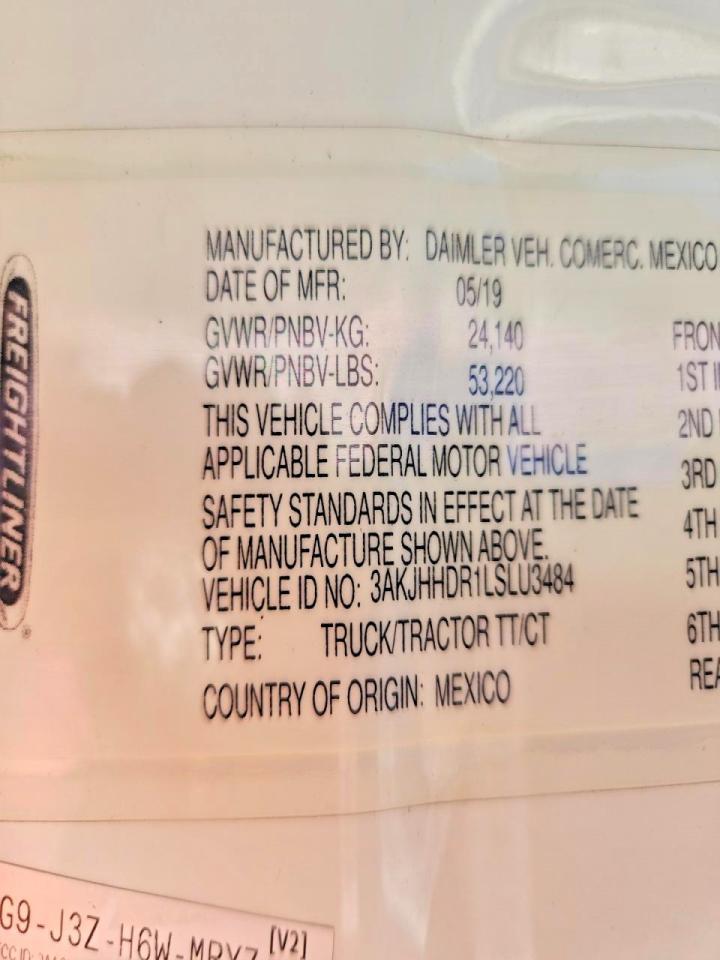 FREIGHTLINER®
MANUFACTURED BY: DAIMLER VEH. COMERC. MEXICO
DATE OF MFR: 05/19
GVWR/PNBV-KG: 24,140
GVWR/PNBV-LBS: 53,220
THIS VEHICLE COMPLIES WITH ALL
APPLICABLE FEDERAL MOTOR VEHICLE
SAFETY STANDARDS IN EFFECT AT THE DATE
OF MANUFACTURE SHOWN ABOVE.
VEHICLE ID NO: 3AKJHHDR1LSLU3484
TYPE: TRUCK/TRACTOR TT/CT
COUNTRY OF ORIGIN: MEXICO
FRON
1ST I
2ND
3RD
4TH
5TH
6TH
REA
G9-J3Z-H6W- [V2]